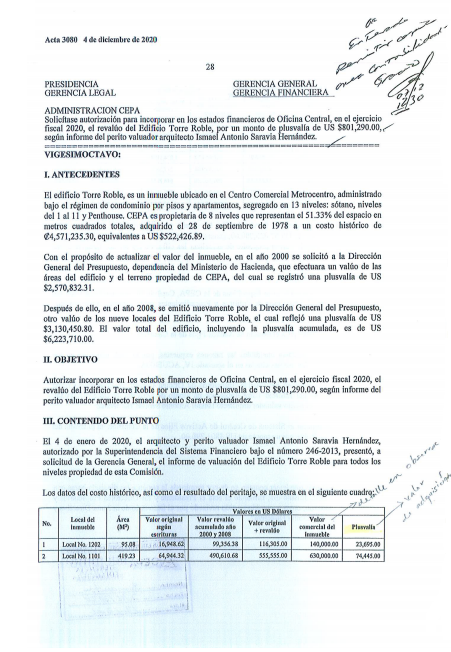 Acta 3080 4 de diciembre de 2020
28
PRESIDENCIA GERENCIA GENERAL
GERENCIA LEGAL GERENCIA FINANCIERA
ADMINISTRACION CEPA
Solicitase autorización para incorporar en los estados financieros de Oficina Central, en el ejercicio
fiscal 2020, el revalúo del Edificio Torre Roble, por un monto de plusvalía de US $801,290.00,
según informe del perito valuador arquitecto Ismael Antonio Saravia Hernández.
VIGESIMOCTAVO:
I. ANTECEDENTES
El edificio Torre Roble, es un inmueble ubicado en el Centro Comercial Metrocentro, administrado
bajo el régimen de condominio por pisos y apartamentos, segregado en 13 niveles: sótano, niveles
del 1 al 11 y Penthouse. CEPA es propietaria de 8 niveles que representan el 51.33% del espacio en
metros cuadrados totales, adquirido el 28 de septiembre de 1978 a un costo histórico de
₡4,571,235.30, equivalentes a US $522,426.89.
Con el propósito de actualizar el valor del inmueble, en el año 2000 se solicitó a la Dirección
General del Presupuesto, dependencia del Ministerio de Hacienda, que efectuara un valúo de las
áreas del edificio y el terreno propiedad de CEPA, del cual se registró una plusvalía de US
$2,570,832.31.
Después de ello, en el año 2008, se emitió nuevamente por la Dirección General del Presupuesto,
otro valúo de los nueve locales del Edificio Torre Roble, el cual reflejó una plusvalía de US
$3,130,450.80. El valor total del edificio, incluyendo la plusvalía acumulada, es de US
$6,223,710.00.
II. OBJETIVO
Autorizar incorporar en los estados financieros de Oficina Central, en el ejercicio fiscal 2020, el
revalúo del Edificio Torre Roble por un monto de plusvalía de US $801,290.00, según informe del
perito valuador arquitecto Ismael Antonio Saravia Hernández.
III. CONTENIDO DEL PUNTO
El 4 de enero de 2020, el arquitecto y perito valuador Ismael Antonio Saravia Hernández,
autorizado por la Superintendencia del Sistema Financiero bajo el número 246-2013, presentó, a
solicitud de la Gerencia General, el informe de valuación del Edificio Torre Roble para todos los
niveles propiedad de esta Comisión.
Los datos del costo histórico, así como el resultado del peritaje, se muestra en el siguiente cuadro:
Valores en US Dólares
No. Local del Inmueble Área (M²) Valor original según escrituras Valor revalúo acumulado año 2000 y 2008 Valor original + revalúo Valor comercial del Inmueble Plusvalía
1 Local No. 1202 95.08 16,948.62 99,356.38 116,305.00 140,000.00 23,695.00
2 Local No. 1101 419.23 64,944.32 490,610.68 555,555.00 630,000.00 74,445.00